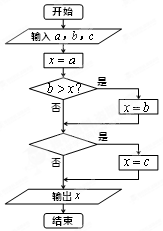 开始
输入 a, b, c
x = a
b > x?
是
x = b
否
是
x = c
否
输出 x
结束